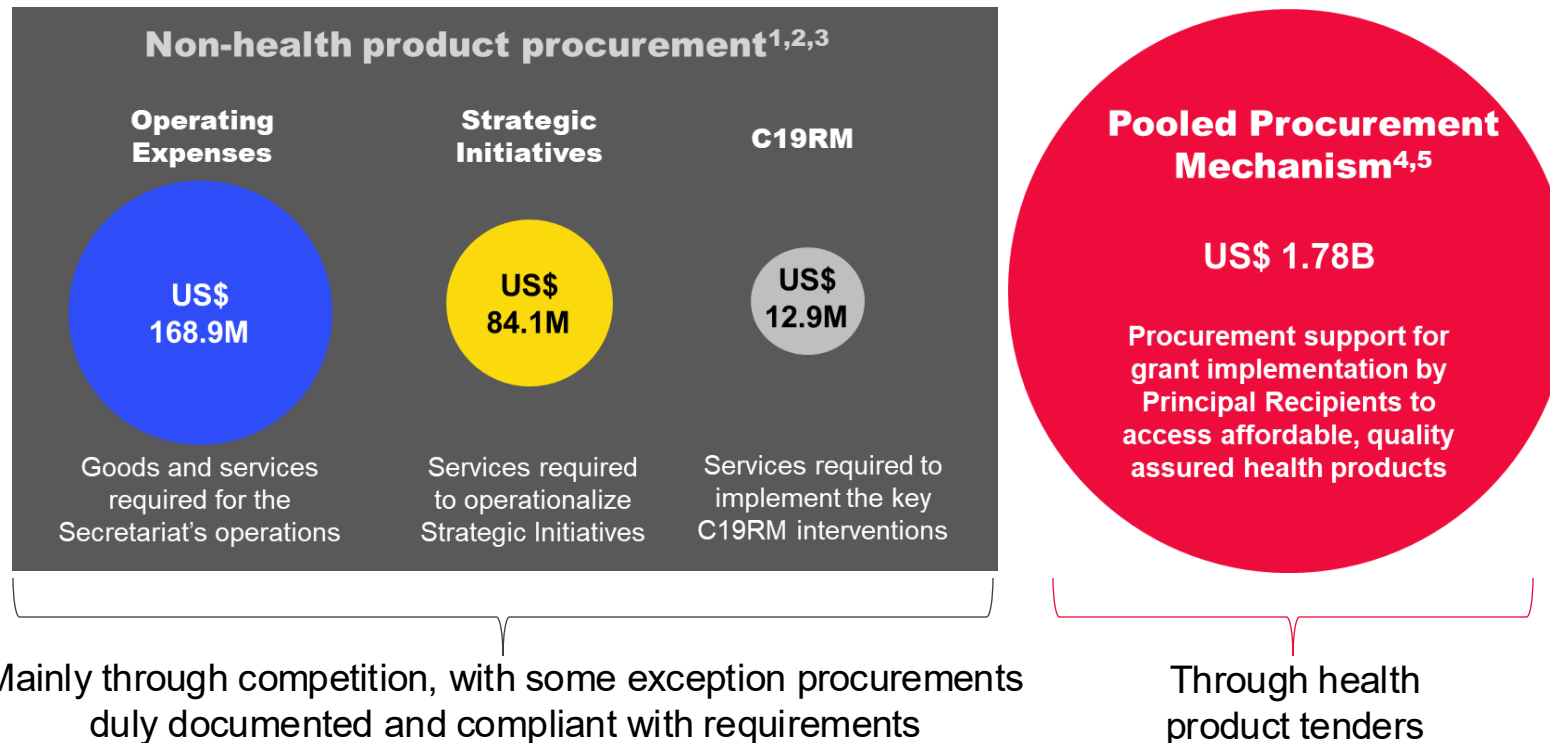 Non-health product procurement1,2,3
Operating
Expenses
US$
168.9M
Goods and services
required for the
Secretariat's operations
Strategic
Initiatives
US$
84.1M
Services required
to operationalize
Strategic Initiatives
C19RM
US$
12.9M
Services required to
implement the key
C19RM interventions
Pooled Procurement
Mechanism4,5
US$ 1.78B
Procurement support for
grant implementation by
Principal Recipients to
access affordable, quality
assured health products
Mainly through competition, with some exception procurements
duly documented and compliant with requirements
Through health
product tenders